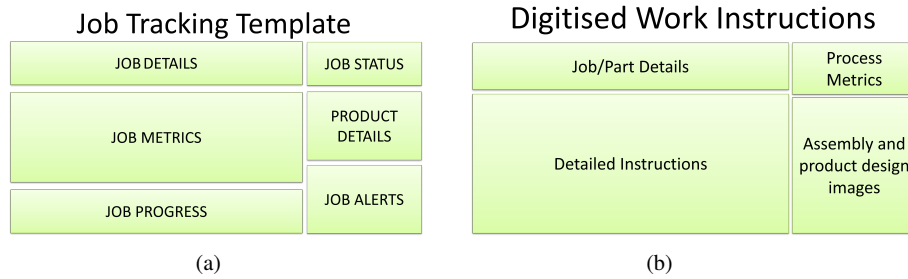 Job Tracking Template
JOB DETAILS
JOB STATUS
JOB METRICS
PRODUCT
DETAILS
JOB PROGRESS
JOB ALERTS
(a)
Digitised Work Instructions
Job/Part Details
Process
Metrics
Detailed Instructions
Assembly and
product design
images
(b)